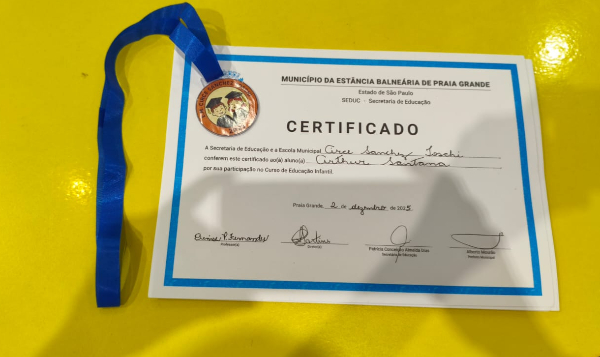 MUNICÍPIO DA ESTÂNCIA BALNEÁRIA DE PRAIA GRANDE
Estado de São Paulo
SEDUC - Secretaria de Educação
CERTIFICADO
A Secretaria de Educação e a Escola Municipal Circe Sanchez Toschi
conferem este certificado ao(à) aluno(a) Arthur Santana
por sua participação no Curso de Educação Infantil.
Praia Grande, 2 de dezembro de 2025.
Professor(a)
Diretor(a)
Secretária de Educação
Prefeito Municipal